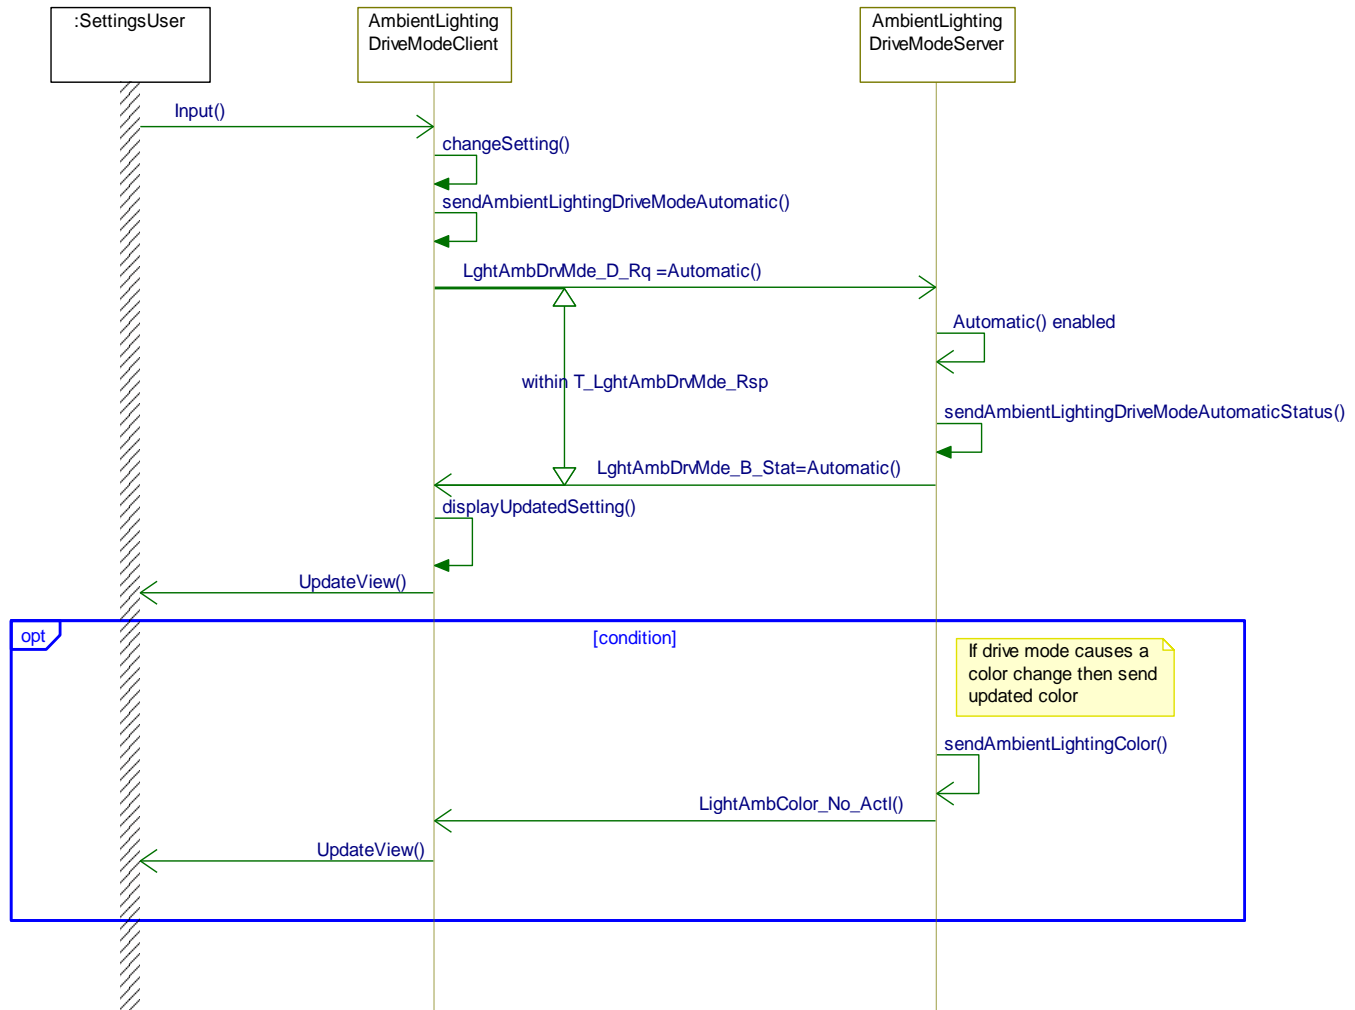 :SettingsUser
AmbientLighting
DriveModeClient
AmbientLighting
DriveModeServer
Input()
changeSetting()
sendAmbientLightingDriveModeAutomatic()
LghtAmbDrvMde_D_Rq =Automatic()
Automatic() enabled
within T_LghtAmbDrvMde_Rsp
sendAmbientLightingDriveModeAutomaticStatus()
LghtAmbDrvMde_B_Stat=Automatic()
displayUpdatedSetting()
UpdateView()
opt
[condition]
If drive mode causes a
color change then send
updated color
sendAmbientLightingColor()
LightAmbColor_No_Actl()
UpdateView()